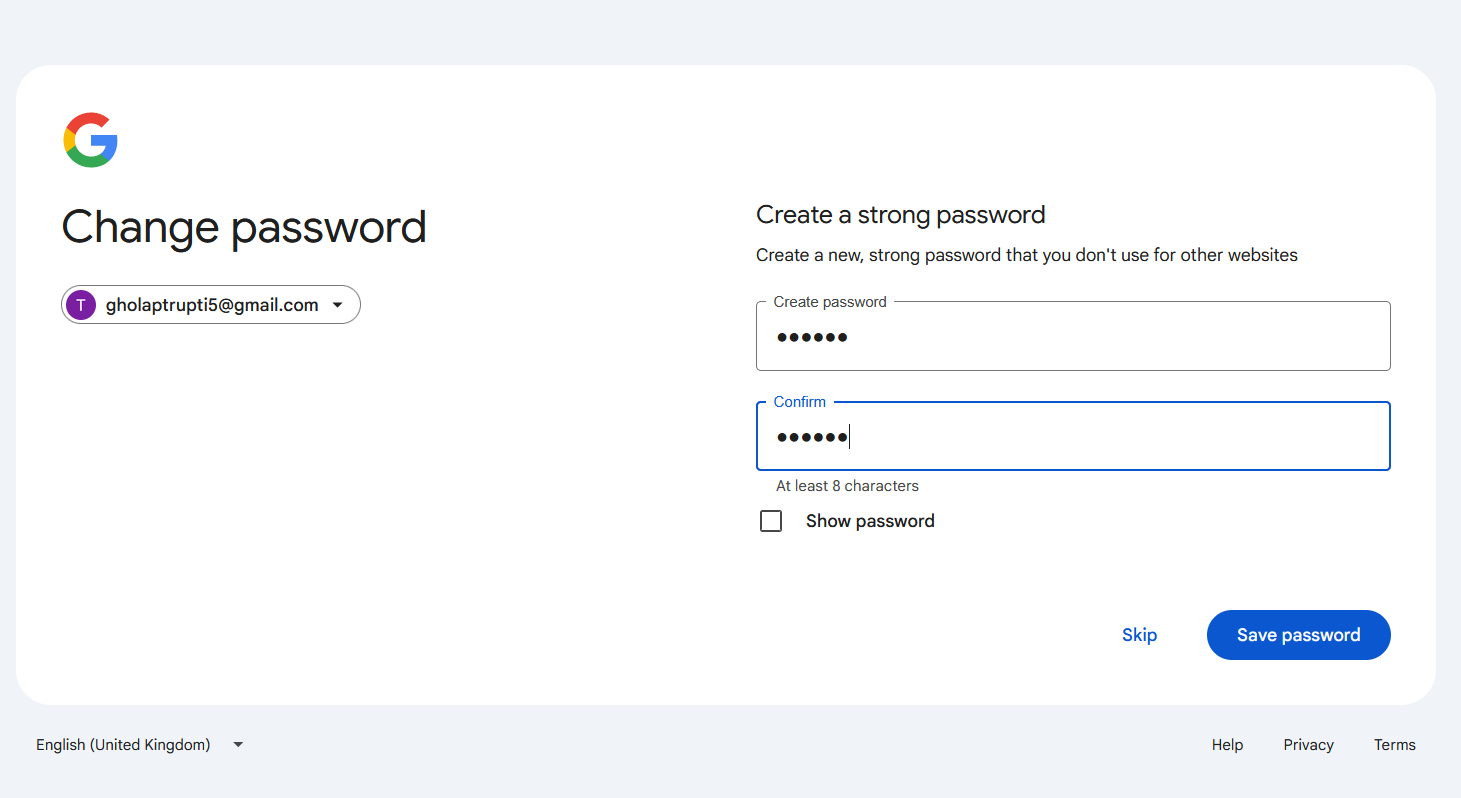 Change password
T gholaptrupti5@gmail.com
Create a strong password
Create a new, strong password that you don't use for other websites
Create password
••••••
Confirm
••••••
At least 8 characters
Show password
Skip
Save password
English (United Kingdom)
Help Privacy Terms